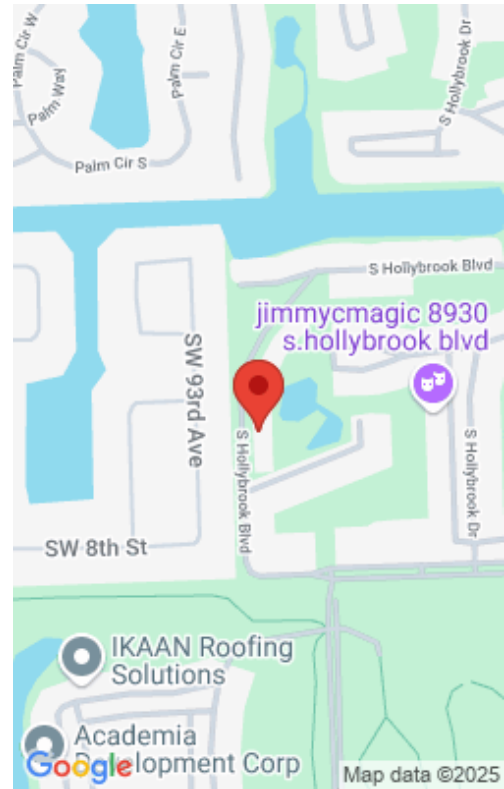 Palm Cir W
Palm Way
Palm Cir E
Palm Cir S
S Hollybrook Dr
S Hollybrook Blvd
jimmycmagic 8930
s.hollybrook blvd
SW 93rd Ave
S Hollybrook Blvd
S Hollybrook Dr
SW 8th St
IKAAN Roofing
Solutions
Academia
Development Corp
Google
Map data ©2025